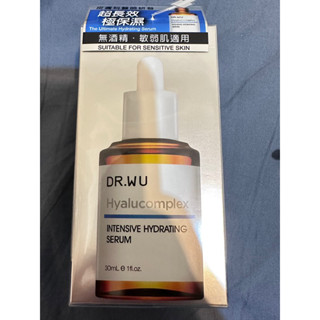 超長效
極保濕
The Ultimate Hydrating Serum
無酒精・敏弱肌適用
SUITABLE FOR SENSITIVE SKIN
DR.WU
Hyalucomplex
INTENSIVE HYDRATING
SERUM
30mL ℮ 1fl.oz.